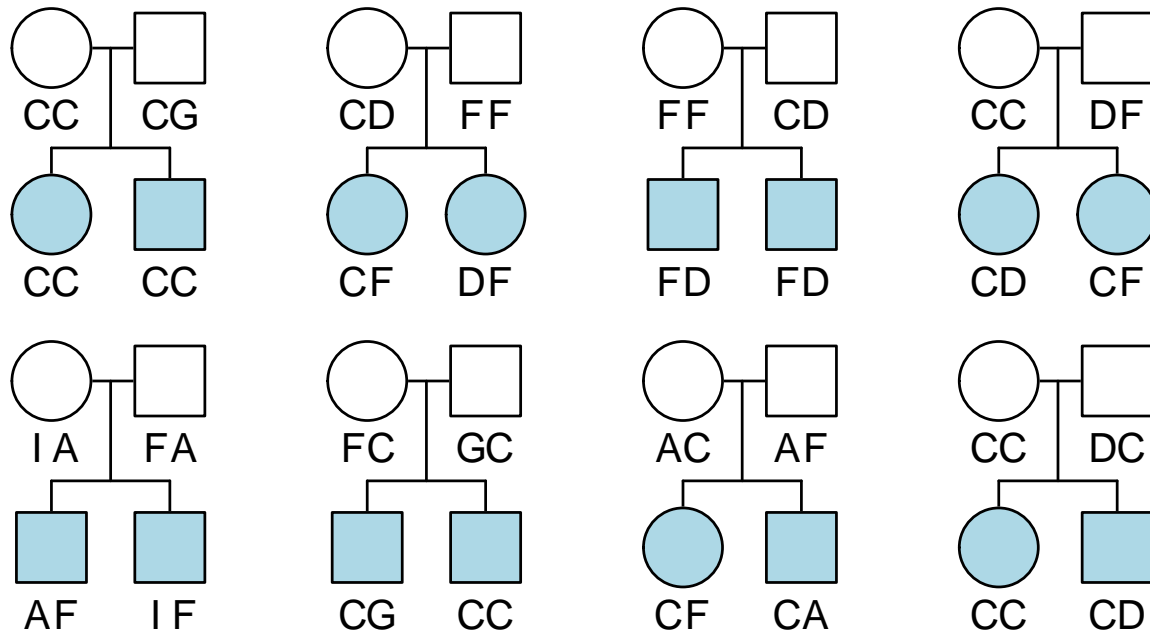 CC CG CD FF FF CD CC DF
CC CC CF DF FD FD CD CF
IA FA FC GC AC AF CC DC
AF IF CG CC CF CA CC CD